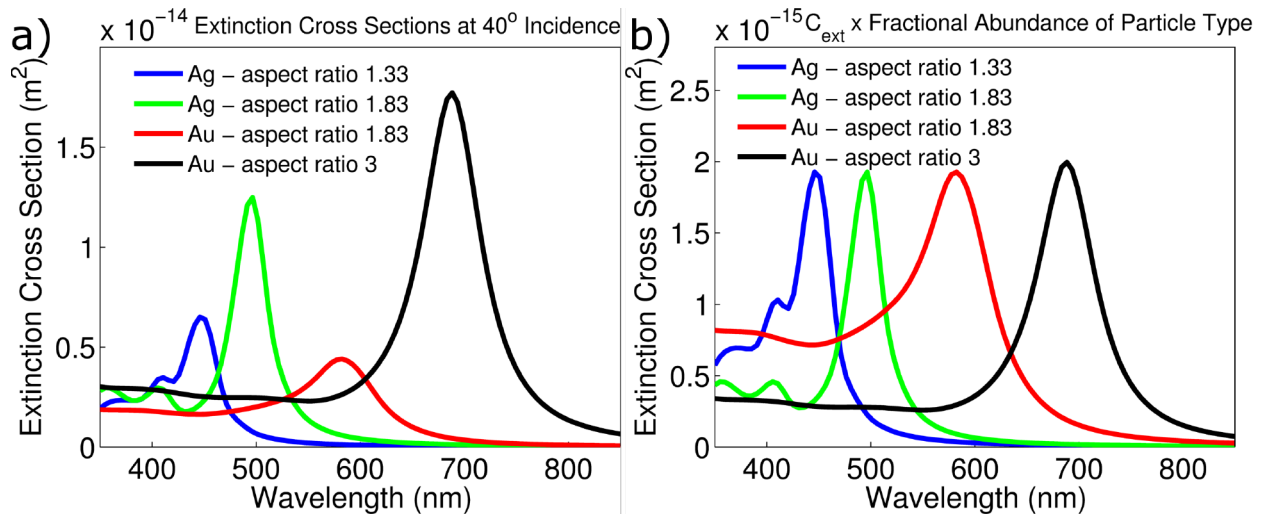 a)
x 10⁻¹⁴ Extinction Cross Sections at 40° Incidence
Extinction Cross Section (m²)
1.5
1
0.5
0
Ag – aspect ratio 1.33
Ag – aspect ratio 1.83
Au – aspect ratio 1.83
Au – aspect ratio 3
400 500 600 700 800
Wavelength (nm)
b)
x 10⁻¹⁵ C_ext x Fractional Abundance of Particle Type
Extinction Cross Section (m²)
2.5
2
1.5
1
0.5
0
Ag – aspect ratio 1.33
Ag – aspect ratio 1.83
Au – aspect ratio 1.83
Au – aspect ratio 3
400 500 600 700 800
Wavelength (nm)